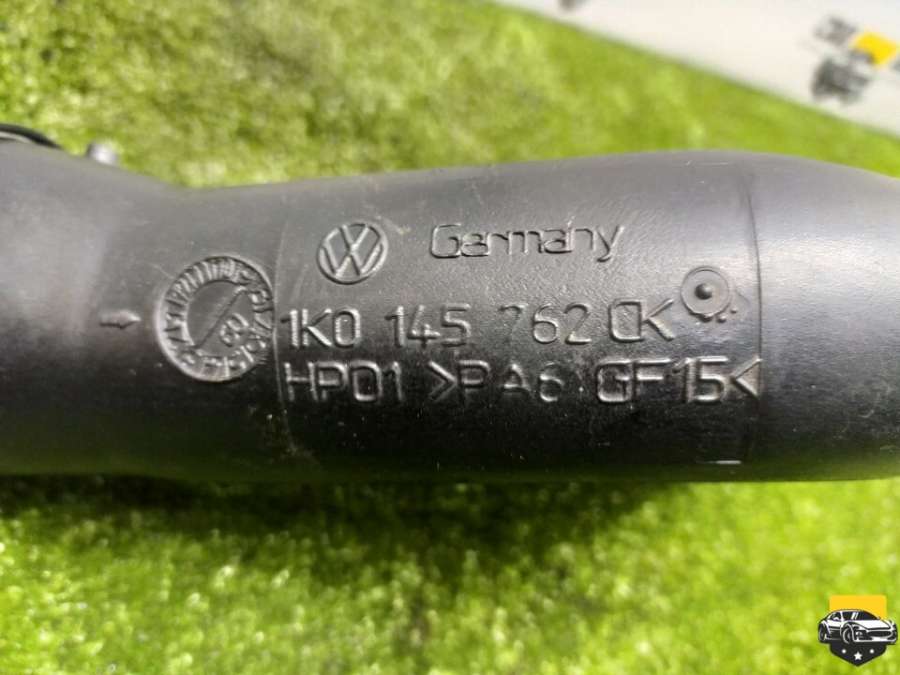 Germany
1K0 145 762 CK
HP01 >PA6 GF15<